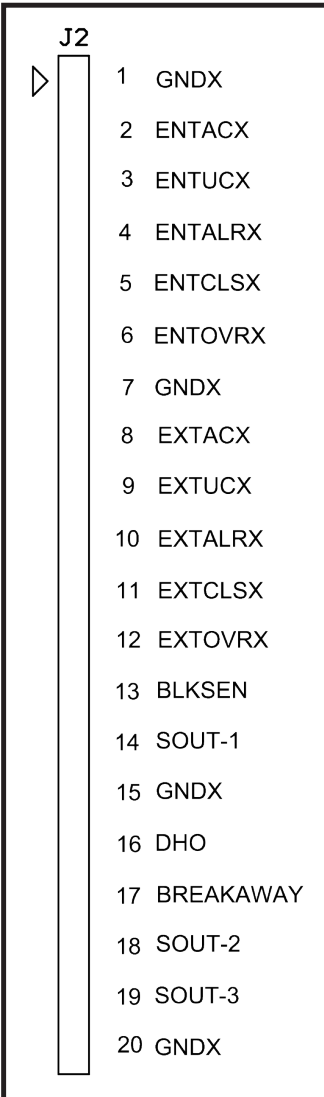 J2
1 GNDX
2 ENTACX
3 ENTUCX
4 ENTALRX
5 ENTCLSX
6 ENTOVRX
7 GNDX
8 EXTACX
9 EXTUCX
10 EXTALRX
11 EXTCLSX
12 EXTOVRX
13 BLKSEN
14 SOUT-1
15 GNDX
16 DHO
17 BREAKAWAY
18 SOUT-2
19 SOUT-3
20 GNDX